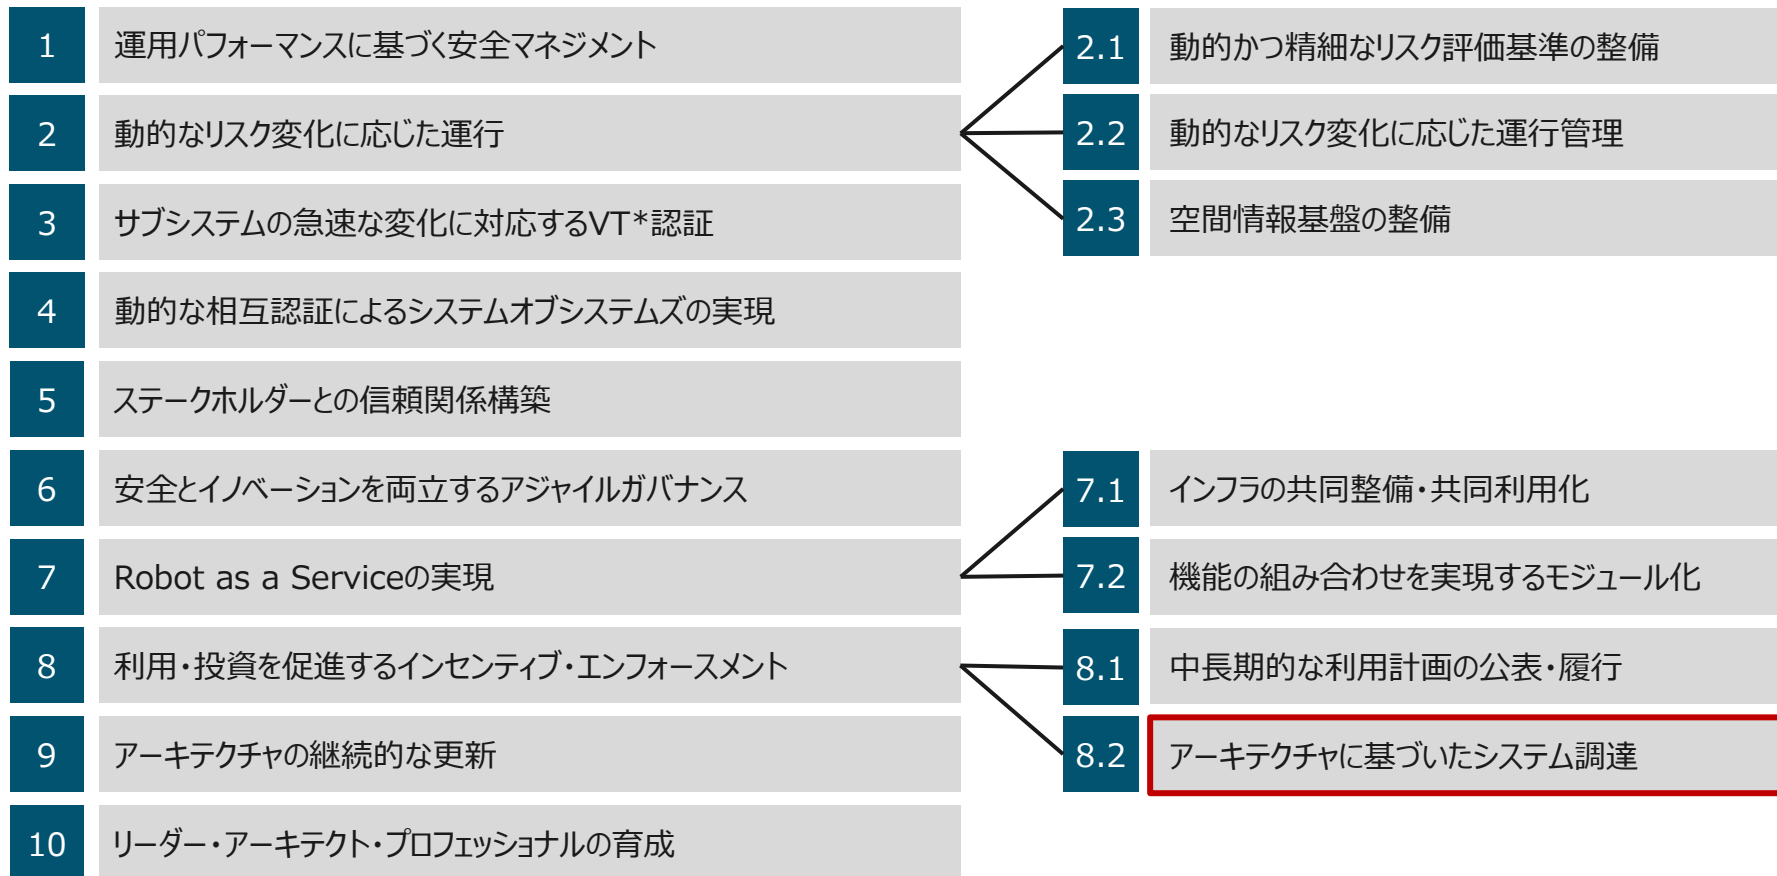 1 運用パフォーマンスに基づく安全マネジメント
2 動的なリスク変化に応じた運行
3 サブシステムの急速な変化に対応するVT*認証
4 動的な相互認証によるシステムオブシステムズの実現
5 ステークホルダーとの信頼関係構築
6 安全とイノベーションを両立するアジャイルガバナンス
7 Robot as a Serviceの実現
8 利用・投資を促進するインセンティブ・エンフォースメント
9 アーキテクチャの継続的な更新
10 リーダー・アーキテクト・プロフェッショナルの育成
2.1 動的かつ精細なリスク評価基準の整備
2.2 動的なリスク変化に応じた運行管理
2.3 空間情報基盤の整備
7.1 インフラの共同整備・共同利用化
7.2 機能の組み合わせを実現するモジュール化
8.1 中長期的な利用計画の公表・履行
8.2 アーキテクチャに基づいたシステム調達